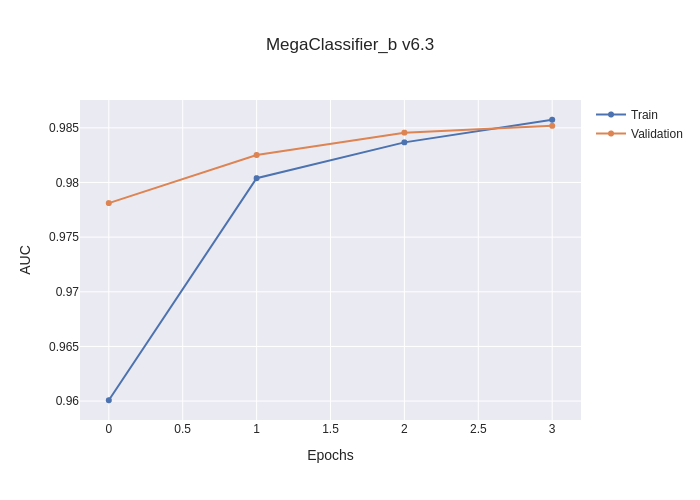 MegaClassifier_b v6.3
Train
Validation
0.985
0.98
0.975
0.97
0.965
0.96
AUC
0 0.5 1 1.5 2 2.5 3
Epochs